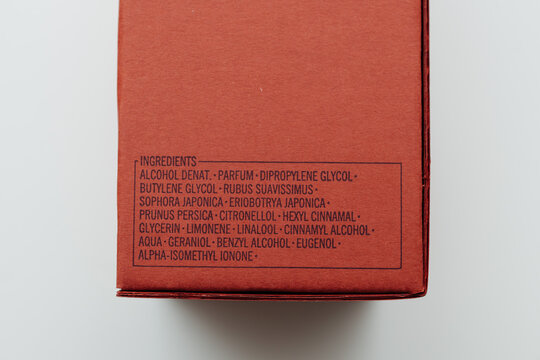 INGREDIENTS
ALCOHOL DENAT. • PARFUM • DIPROPYLENE GLYCOL •
BUTYLENE GLYCOL • RUBUS SUAVISSIMUS •
SOPHORA JAPONICA • ERIOBOTRYA JAPONICA •
PRUNUS PERSICA • CITRONELLOL • HEXYL CINNAMAL •
GLYCERIN • LIMONENE • LINALOOL • CINNAMYL ALCOHOL •
AQUA • GERANIOL • BENZYL ALCOHOL • EUGENOL •
ALPHA-ISOMETHYL IONONE •